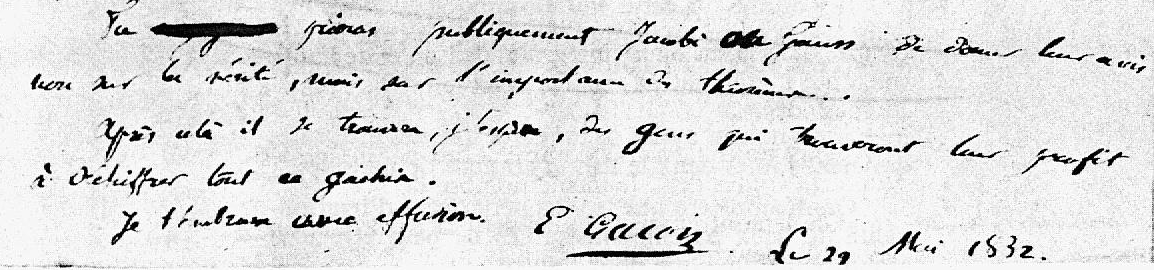 Tu prieras publiquement Jacobi ou Gauss de donner leur avis
non sur la vérité, mais sur l'importance des théorèmes.
Après cela il se trouvera, j'espère, des gens qui trouveront leur profit
à déchiffrer tout ce gachis.
Je t'embrasse avec effusion. E Galois Le 29 Mai 1832.